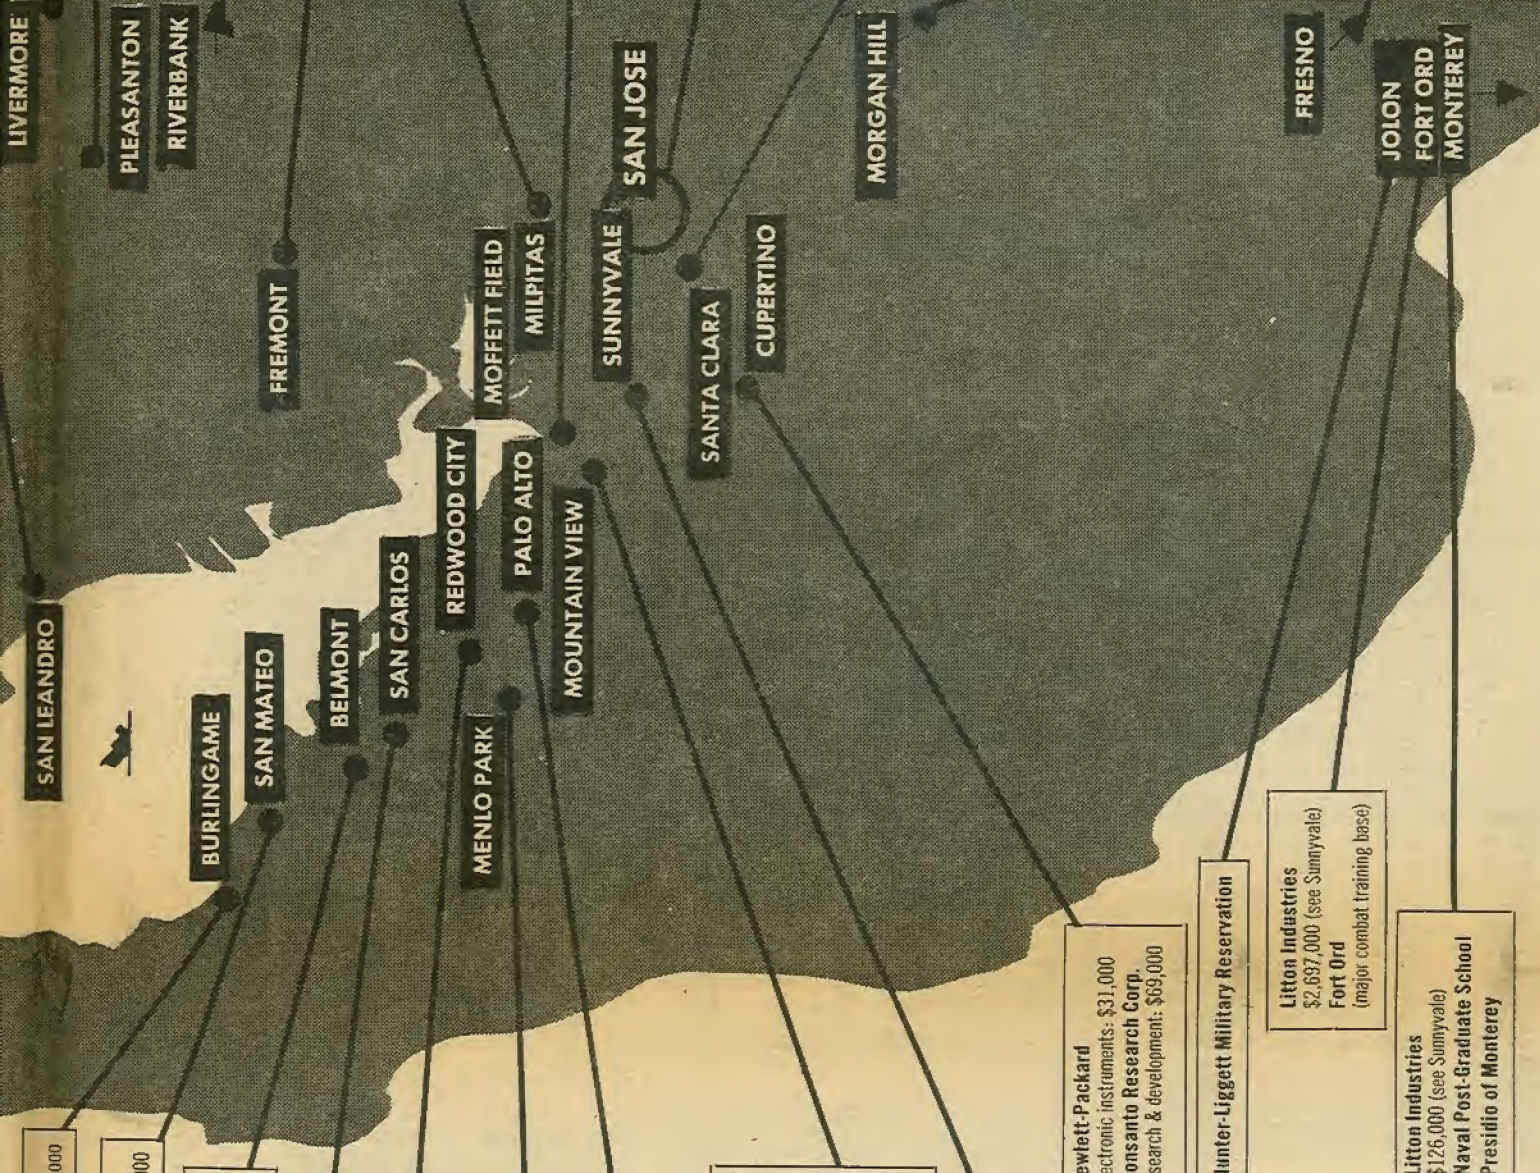 LIVERMORE
PLEASANTON
RIVERBANK
FREMONT
MILPITAS
SAN JOSE
MORGAN HILL
FRESNO
JOLON
FORT ORD
MONTEREY
MOFFETT FIELD
SUNNYVALE
SANTA CLARA
CUPERTINO
SAN LEANDRO
BURLINGAME
SAN MATEO
BELMONT
SAN CARLOS
REDWOOD CITY
MENLO PARK
PALO ALTO
MOUNTAIN VIEW
000
000
ewlett-Packard
ectronic instruments: $31,000
onsanto Research Corp.
search & development: $69,000
unter-Liggett Military Reservation
Litton Industries
$2,697,000 (see Sunnyvale)
Fort Ord
(major combat training base)
Litton Industries
$126,000 (see Sunnyvale)
Naval Post-Graduate School
Presidio of Monterey